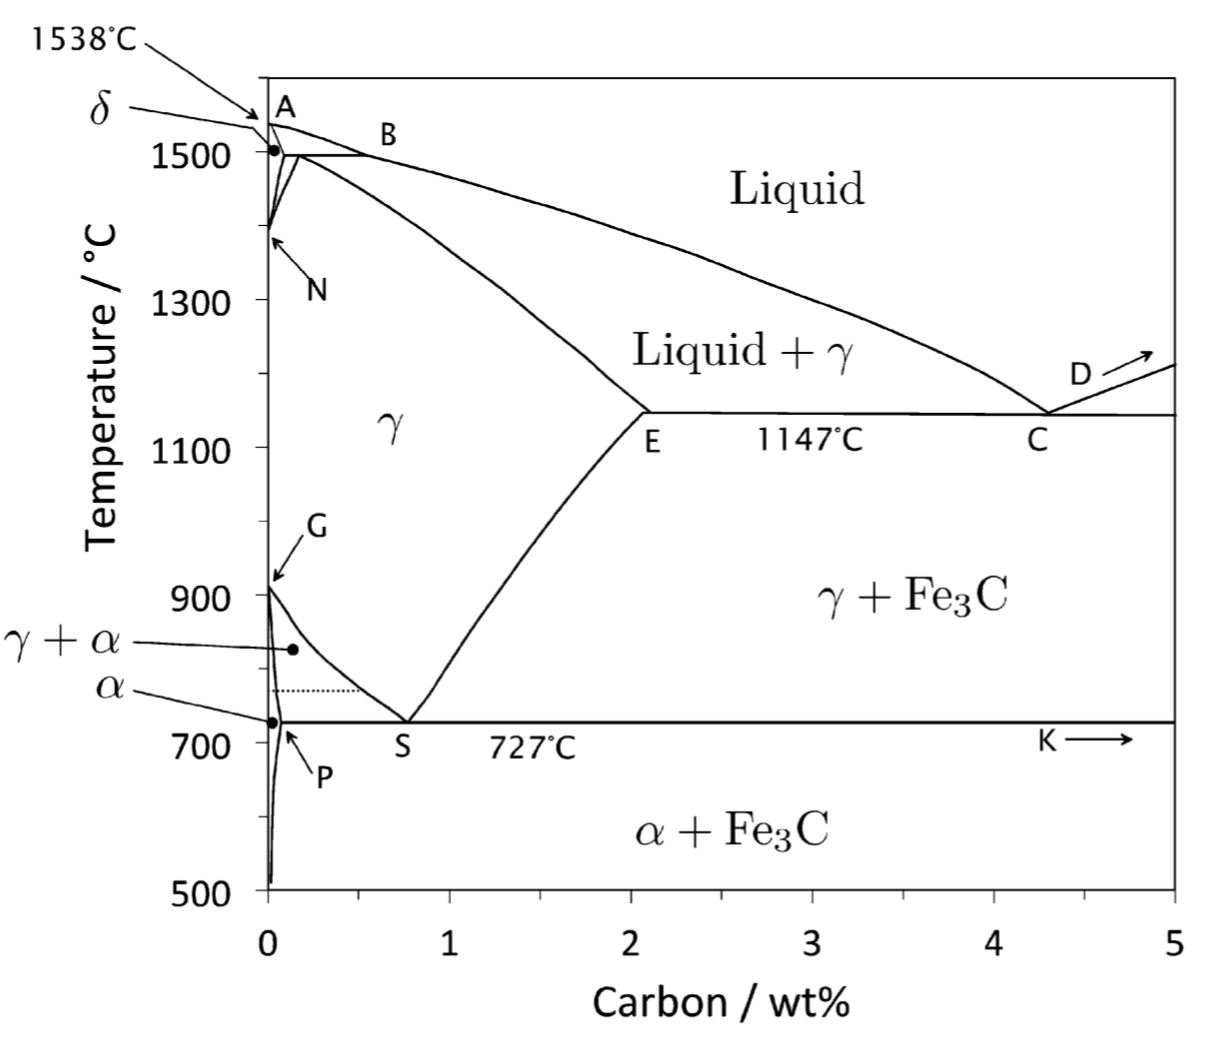 1538°C
δ
A
B
1500
Liquid
N
1300
Liquid + γ
D
γ
E
1147°C
C
1100
Temperature / °C
G
900
γ + Fe₃C
γ + α
α
700
S
727°C
K
P
α + Fe₃C
500
0 1 2 3 4 5
Carbon / wt%